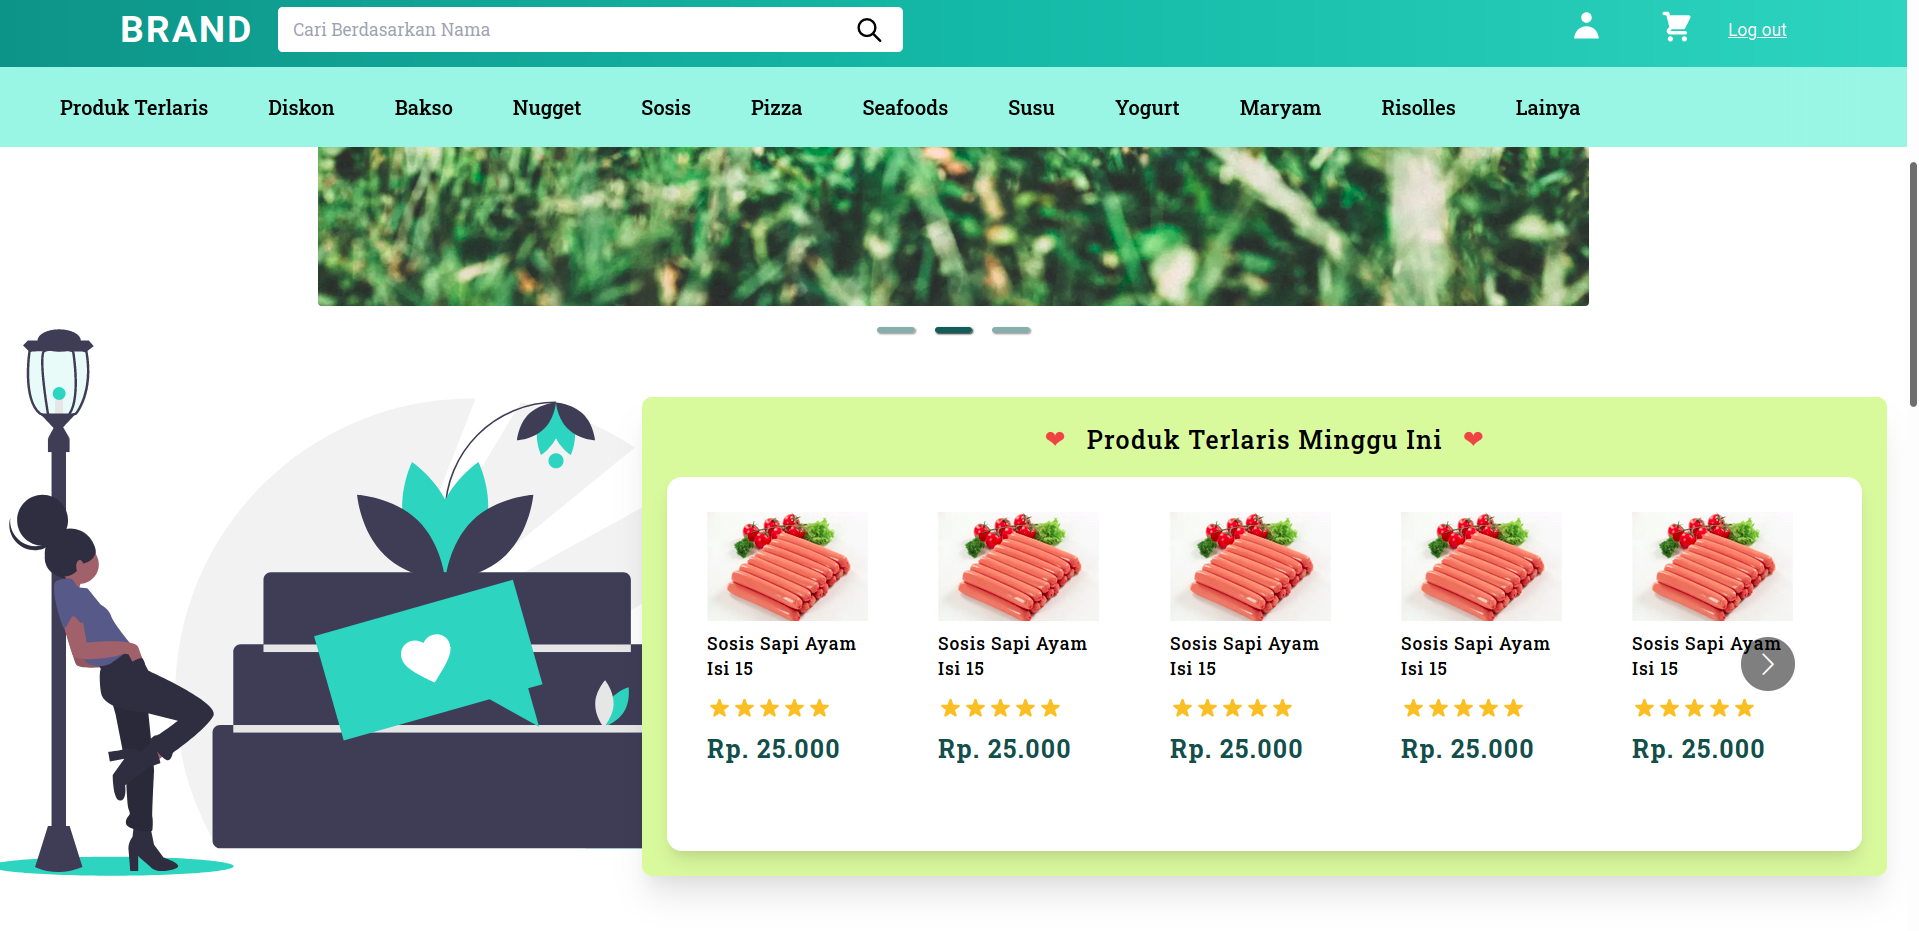 BRAND
Cari Berdasarkan Nama
Log out
Produk Terlaris
Diskon
Bakso
Nugget
Sosis
Pizza
Seafoods
Susu
Yogurt
Maryam
Risolles
Lainya
Produk Terlaris Minggu Ini
Sosis Sapi Ayam
Isi 15
Rp. 25.000
Sosis Sapi Ayam
Isi 15
Rp. 25.000
Sosis Sapi Ayam
Isi 15
Rp. 25.000
Sosis Sapi Ayam
Isi 15
Rp. 25.000
Sosis Sapi Ayam
Isi 15
Rp. 25.000